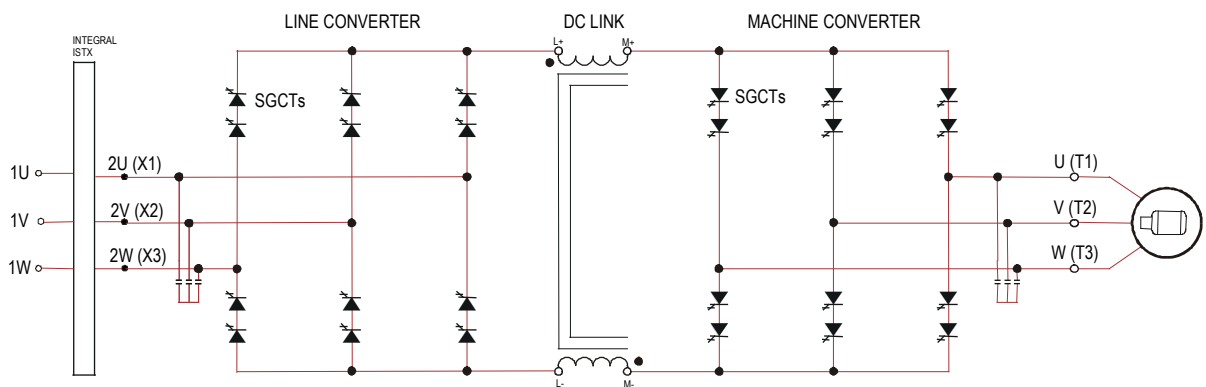 LINE CONVERTER
DC LINK
MACHINE CONVERTER
INTEGRAL
ISTX
L+
M+
SGCTs
SGCTs
1U
2U (X1)
U (T1)
1V
2V (X2)
V (T2)
1W
2W (X3)
W (T3)
L-
M-